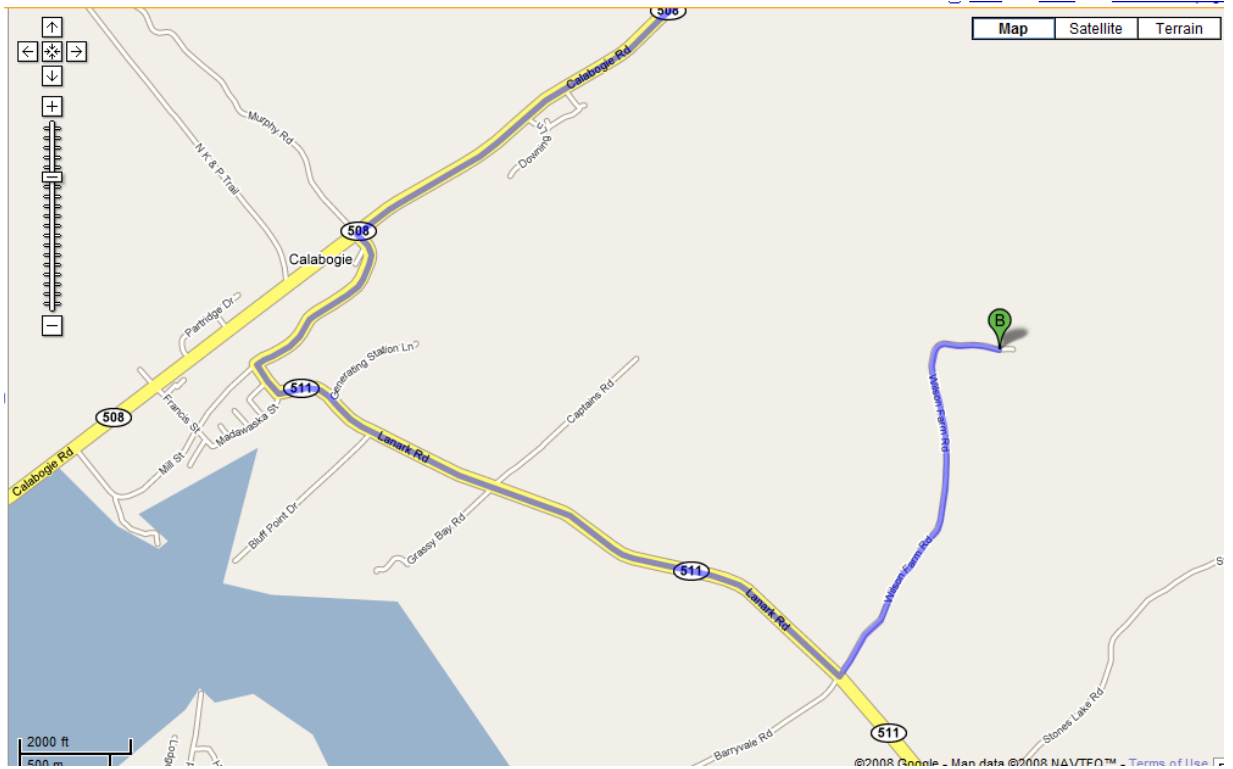 508
Map
Satellite
Terrain
Calabogie Rd
Murphy Rd
N K & P Trail
Downing
508
Calabogie
Partridge Dr
Generating Station Ln
B
511
Francis St
Madawaska St
508
Captains Rd
Wilson Farm Rd
Lanark Rd
Mill St
Calabogie Rd
Bluff Point Dr
Grassy Bay Rd
511
Wilson Farm Rd
Lanark Rd
Stones Lake Rd
511
Barryvale Rd
2000 ft
500 m
©2008 Google - Map data ©2008 NAVTEQ™ - Terms of Use